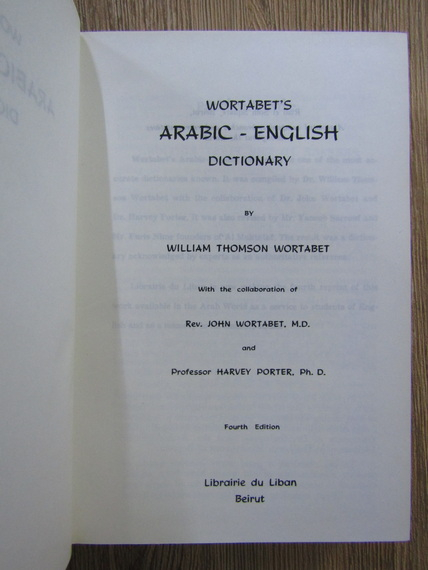 WORTABET'S
ARABIC - ENGLISH
DICTIONARY
BY
WILLIAM THOMSON WORTABET
With the collaboration of
Rev. JOHN WORTABET, M.D.
and
Professor HARVEY PORTER, Ph. D.
Fourth Edition
Librairie du Liban
Beirut